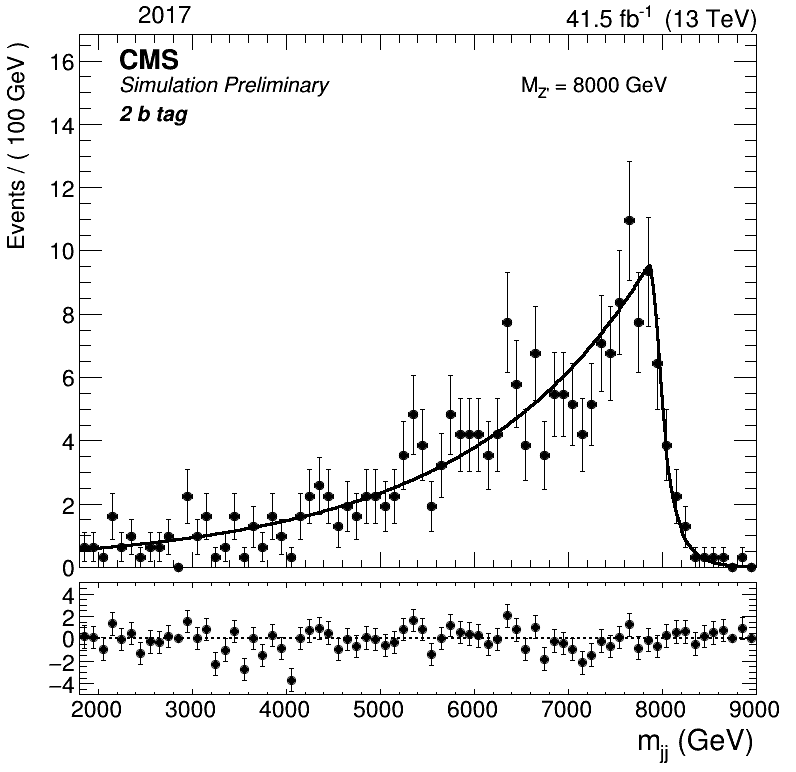 2017
41.5 fb-1 (13 TeV)
CMS
Simulation Preliminary
MZ' = 8000 GeV
2 b tag
Events / ( 100 GeV )
16
14
12
10
8
6
4
2
0
4
2
0
−2
−4
2000 3000 4000 5000 6000 7000 8000 9000
mjj (GeV)